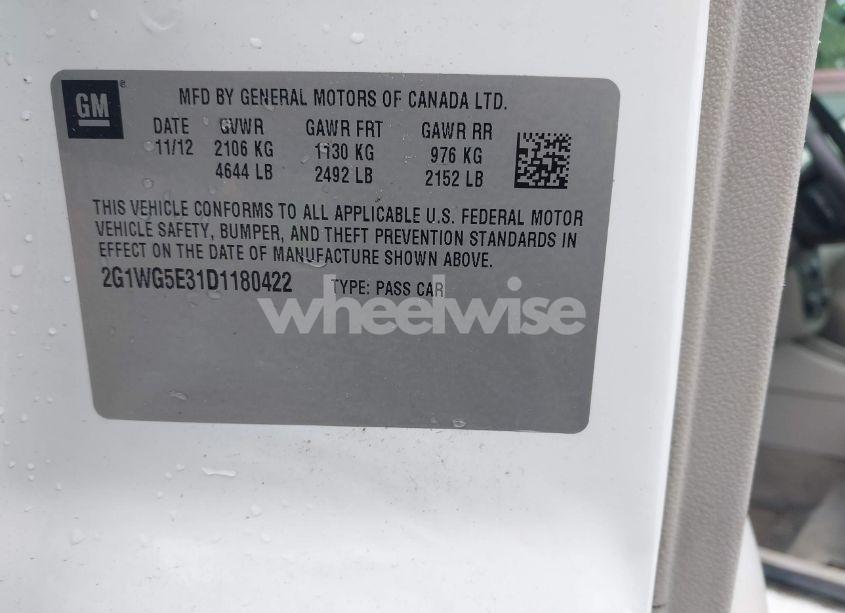 GM
MFD BY GENERAL MOTORS OF CANADA LTD.
DATE GVWR GAWR FRT GAWR RR
11/12 2106 KG 1130 KG 976 KG
4644 LB 2492 LB 2152 LB
THIS VEHICLE CONFORMS TO ALL APPLICABLE U.S. FEDERAL MOTOR
VEHICLE SAFETY, BUMPER, AND THEFT PREVENTION STANDARDS IN
EFFECT ON THE DATE OF MANUFACTURE SHOWN ABOVE.
2G1WG5E31D1180422 TYPE: PASS CAR
wheelwise